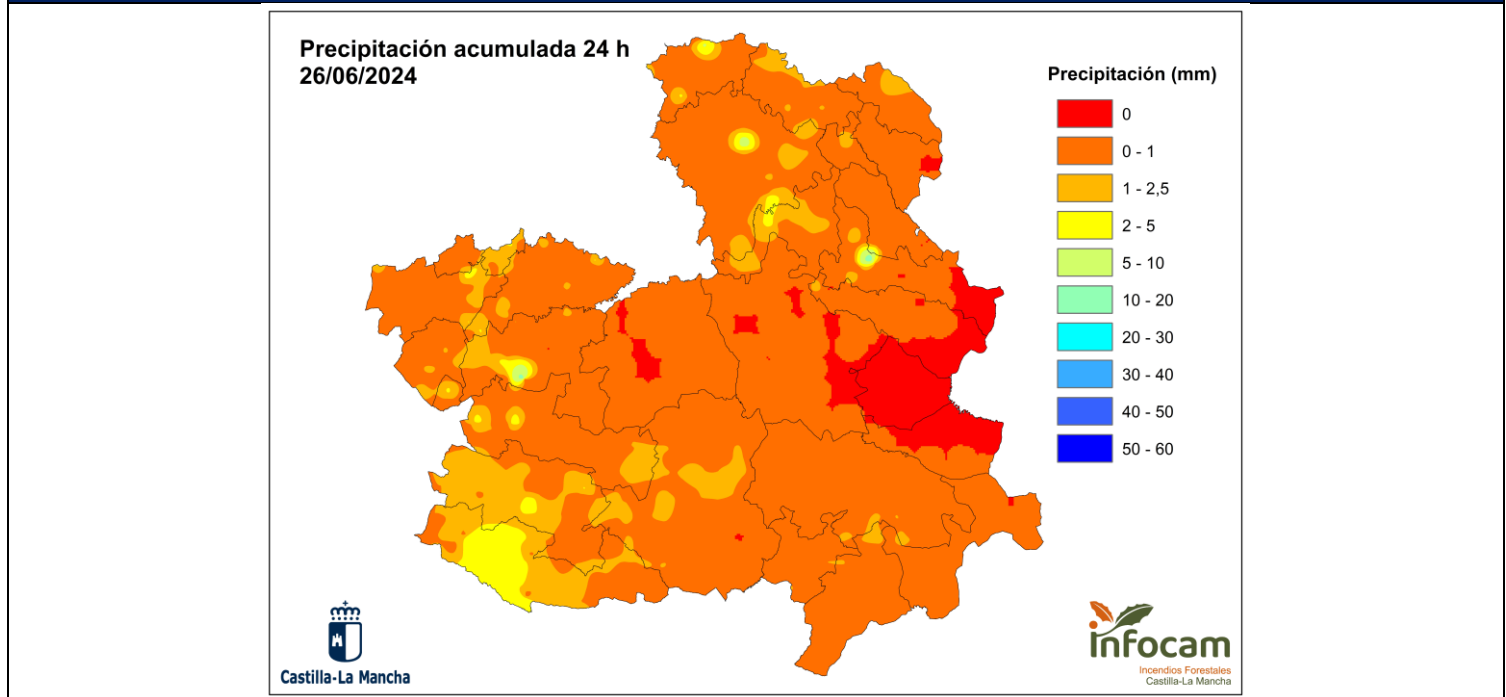 Precipitación acumulada 24 h
26/06/2024
Precipitación (mm)
0
0 - 1
1 - 2,5
2 - 5
5 - 10
10 - 20
20 - 30
30 - 40
40 - 50
50 - 60
Castilla-La Mancha
infocam
Incendios Forestales
Castilla-La Mancha